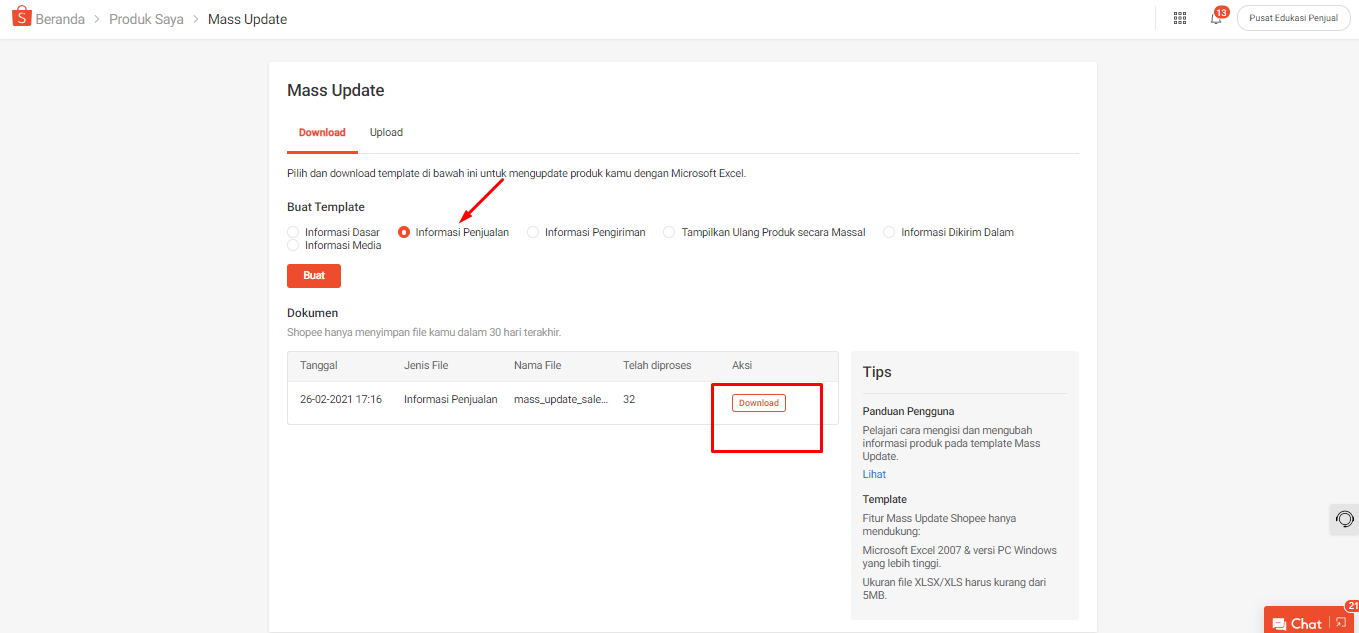 S Beranda > Produk Saya > Mass Update
13
Pusat Edukasi Penjual
Mass Update
Download Upload
Pilih dan download template di bawah ini untuk mengupdate produk kamu dengan Microsoft Excel.
Buat Template
Informasi Dasar Informasi Penjualan Informasi Pengiriman Tampilkan Ulang Produk secara Massal Informasi Dikirim Dalam
Informasi Media
Buat
Dokumen
Shopee hanya menyimpan file kamu dalam 30 hari terakhir.
Tanggal Jenis File Nama File Telah diproses Aksi
26-02-2021 17:16 Informasi Penjualan mass_update_sale... 32 Download
Tips
Panduan Pengguna
Pelajari cara mengisi dan mengubah
informasi produk pada template Mass
Update.
Lihat
Template
Fitur Mass Update Shopee hanya
mendukung:
Microsoft Excel 2007 & versi PC Windows
yang lebih tinggi.
Ukuran file XLSX/XLS harus kurang dari
5MB.
21
Chat